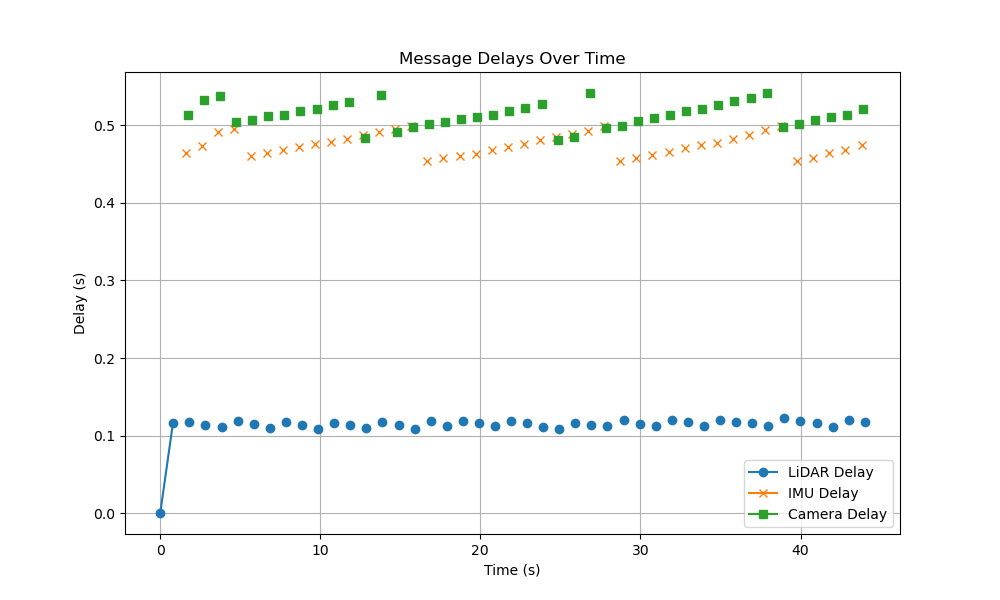 Message Delays Over Time
Delay (s)
0.5
0.4
0.3
0.2
0.1
0.0
LiDAR Delay
IMU Delay
Camera Delay
0 10 20 30 40
Time (s)